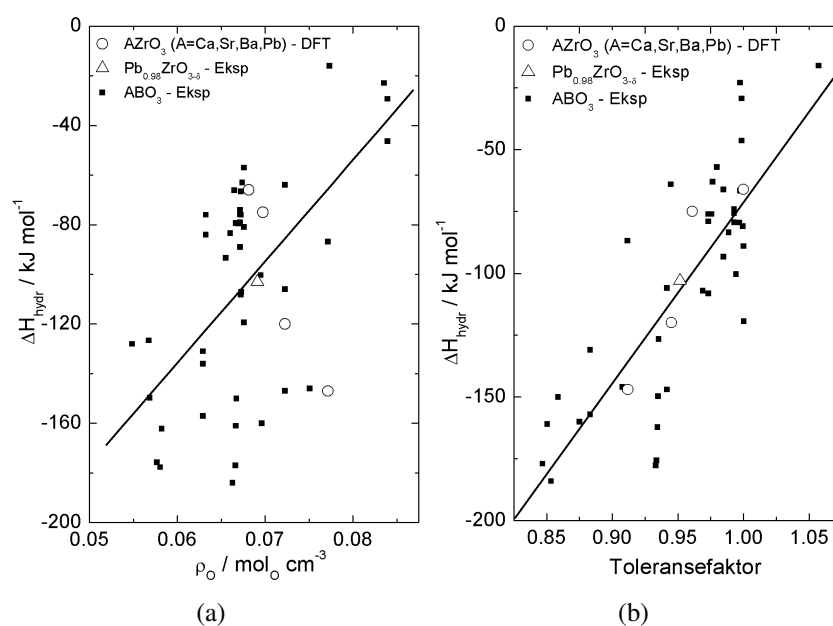 AZrO₃ (A=Ca,Sr,Ba,Pb) - DFT
Pb₀.₉₈ZrO₃₋δ - Eksp
ABO₃ - Eksp
0
-40
-80
-120
-160
-200
0.05 0.06 0.07 0.08
ΔH_hydr / kJ mol⁻¹
ρ_O / mol_O cm⁻³
(a)
AZrO₃ (A=Ca,Sr,Ba,Pb) - DFT
Pb₀.₉₈ZrO₃₋δ - Eksp
ABO₃ - Eksp
0
-50
-100
-150
-200
0.85 0.90 0.95 1.00 1.05
ΔH_hydr / kJ mol⁻¹
Toleransefaktor
(b)